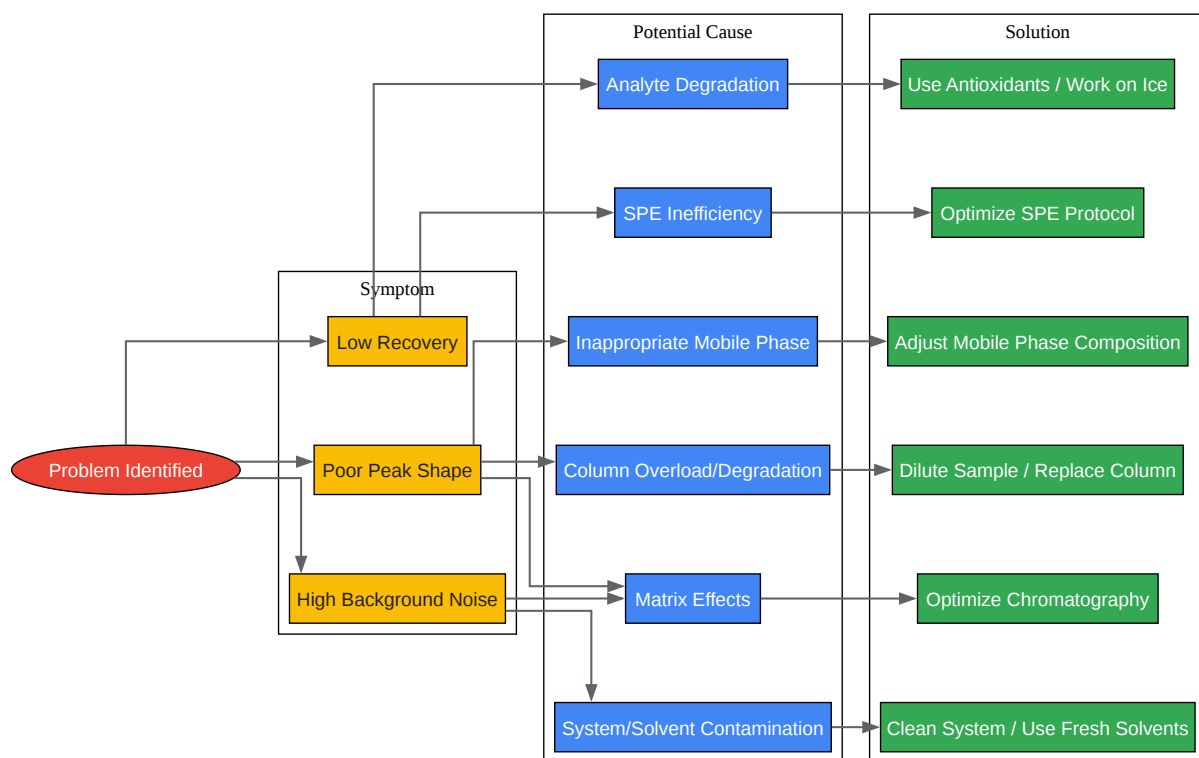 Potential Cause
Solution
Analyte Degradation
Use Antioxidants / Work on Ice
SPE Inefficiency
Optimize SPE Protocol
Symptom
Low Recovery
Inappropriate Mobile Phase
Adjust Mobile Phase Composition
Problem Identified
Poor Peak Shape
Column Overload/Degradation
Dilute Sample / Replace Column
High Background Noise
Matrix Effects
Optimize Chromatography
System/Solvent Contamination
Clean System / Use Fresh Solvents